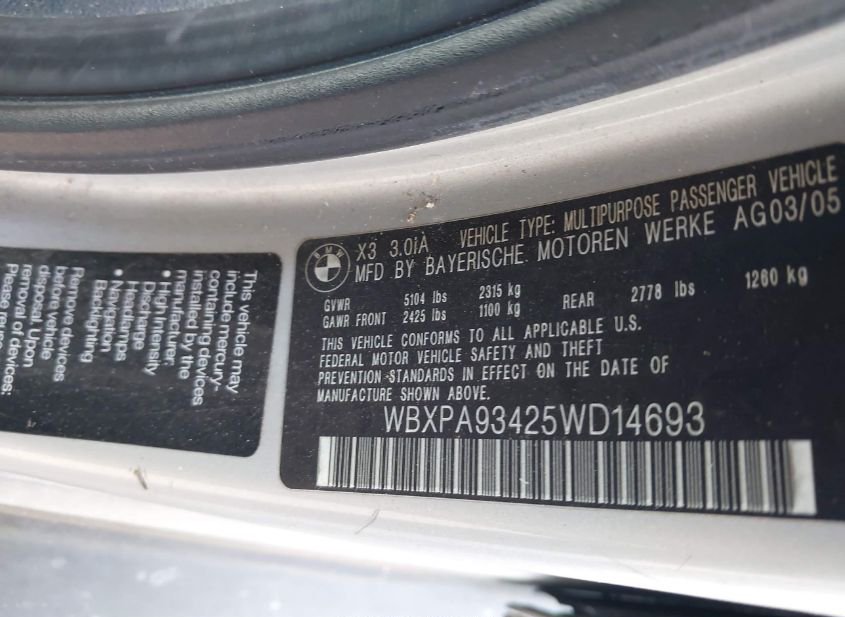 This vehicle may
include mercury-
containing devices
installed by the
manufacturer:
• High Intensity
Discharge
Headlamps
• Navigation
Backlighting
Remove devices
before vehicle
disposal. Upon
removal of devices:
Please reuse
BMW
X3 3.0iA VEHICLE TYPE: MULTIPURPOSE PASSENGER VEHICLE
MFD BY BAYERISCHE MOTOREN WERKE AG 03/05
GVWR 5104 lbs 2315 kg
GAWR FRONT 2425 lbs 1100 kg REAR 2778 lbs 1260 kg
THIS VEHICLE CONFORMS TO ALL APPLICABLE U.S.
FEDERAL MOTOR VEHICLE SAFETY AND THEFT
PREVENTION STANDARDS IN EFFECT ON THE DATE OF
MANUFACTURE SHOWN ABOVE.
WBXPA93425WD14693